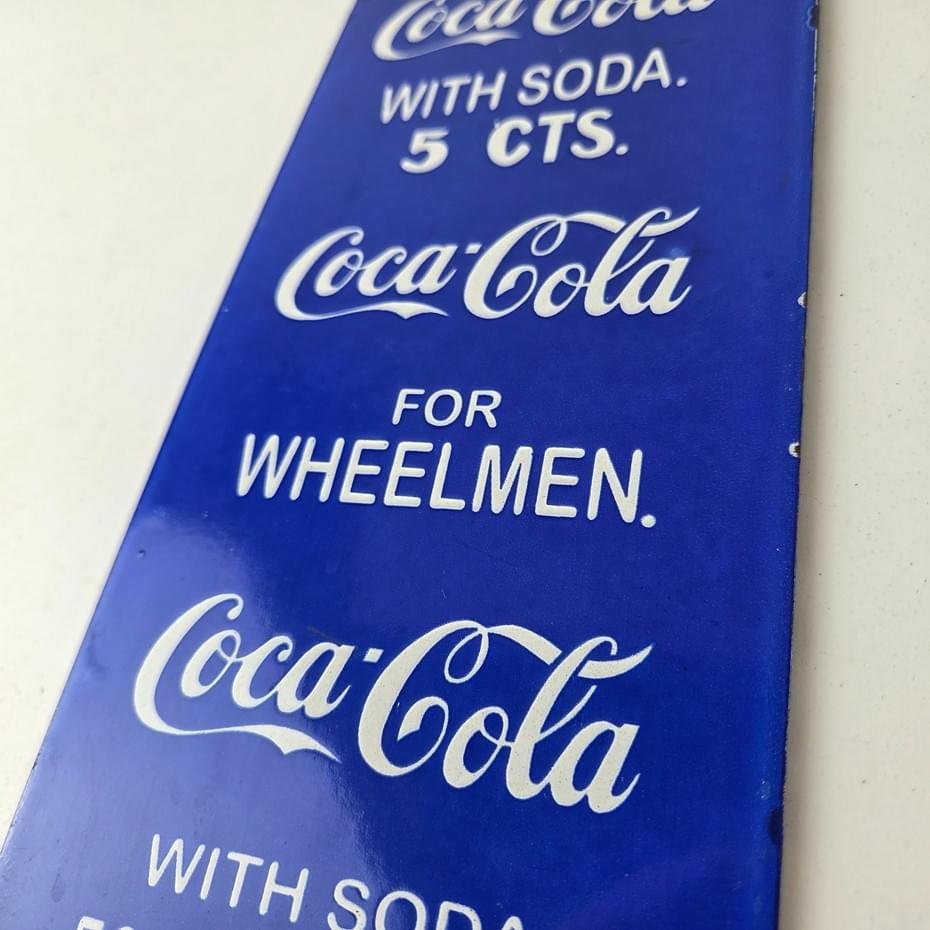 Coca-Cola
WITH SODA.
5 CTS.
Coca-Cola
FOR
WHEELMEN.
Coca-Cola
WITH SODA